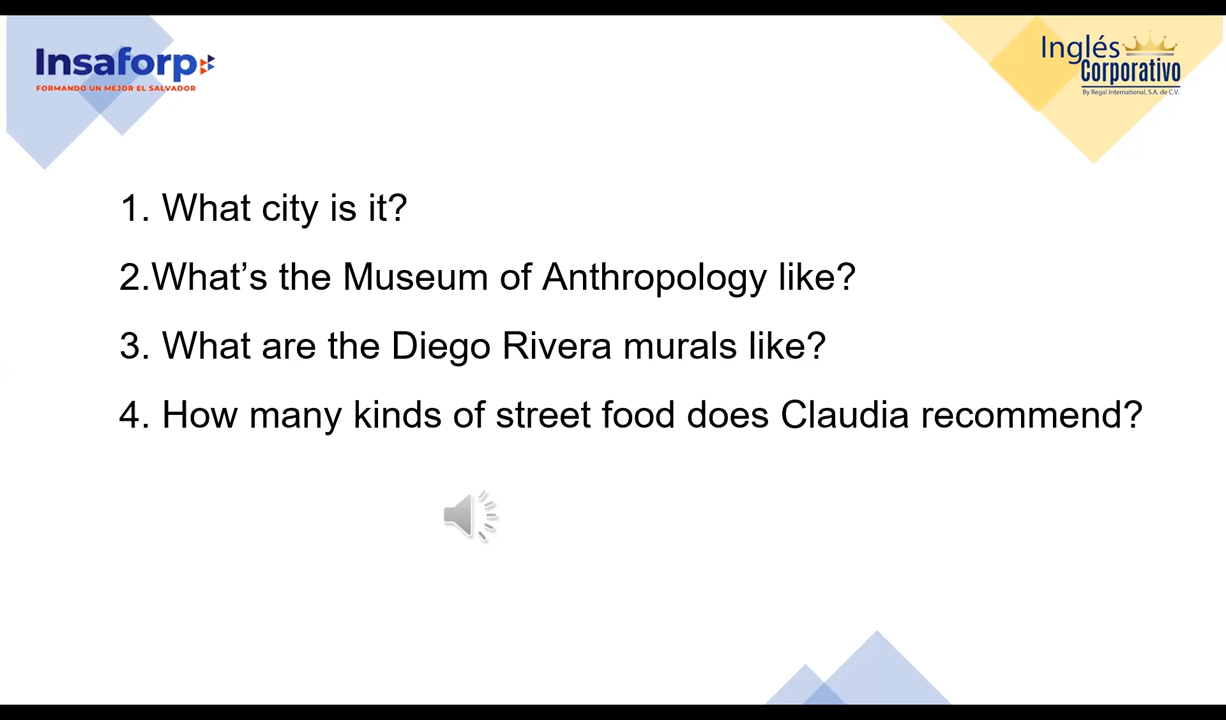 Insaforp
FORMANDO UN MEJOR EL SALVADOR
Inglés
Corporativo
By Regal International, S.A. de C.V.
1. What city is it?
2.What’s the Museum of Anthropology like?
3. What are the Diego Rivera murals like?
4. How many kinds of street food does Claudia recommend?